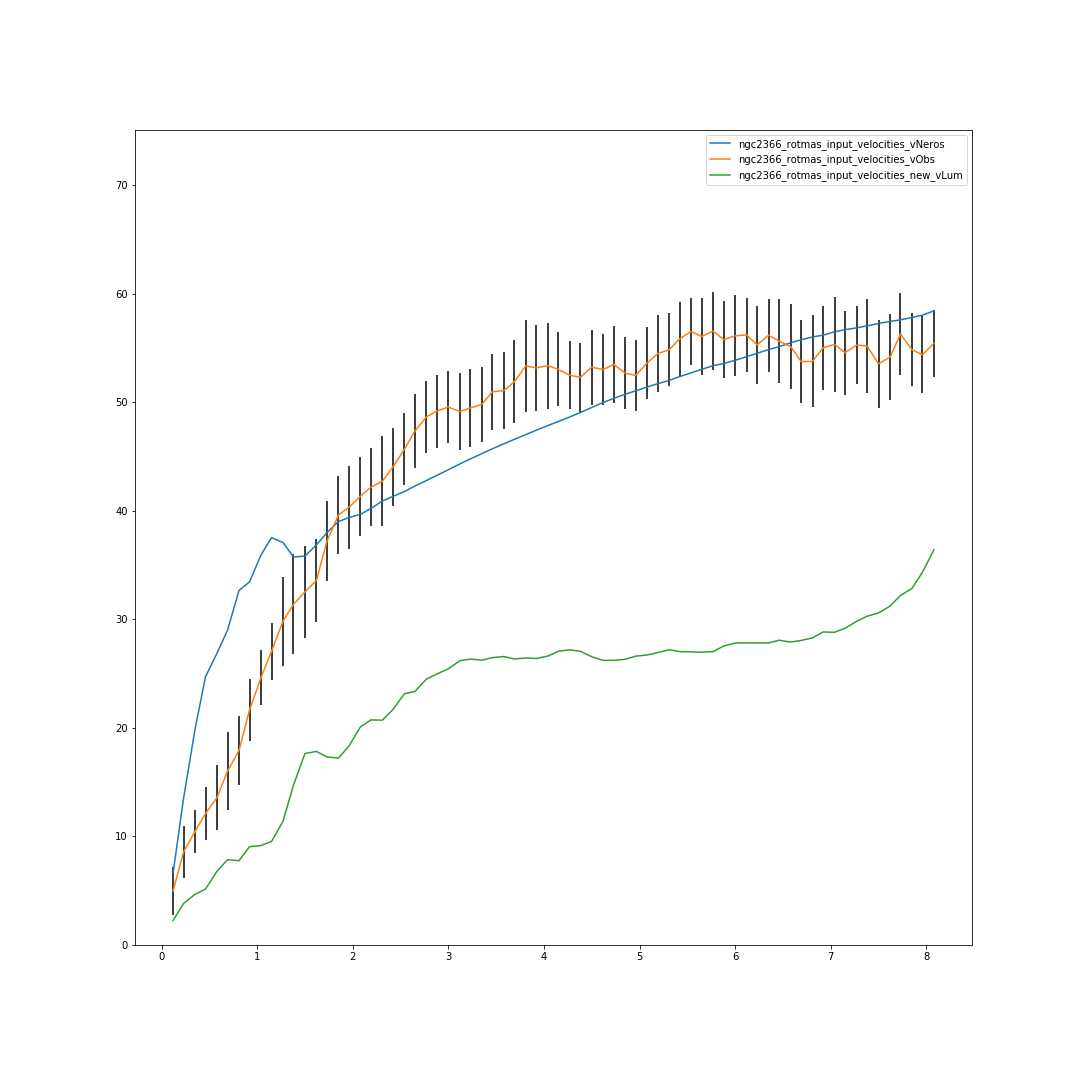 ngc2366_rotmas_input_velocities_vNeros
ngc2366_rotmas_input_velocities_vObs
ngc2366_rotmas_input_velocities_new_vLum
70
60
50
40
30
20
10
0
0 1 2 3 4 5 6 7 8